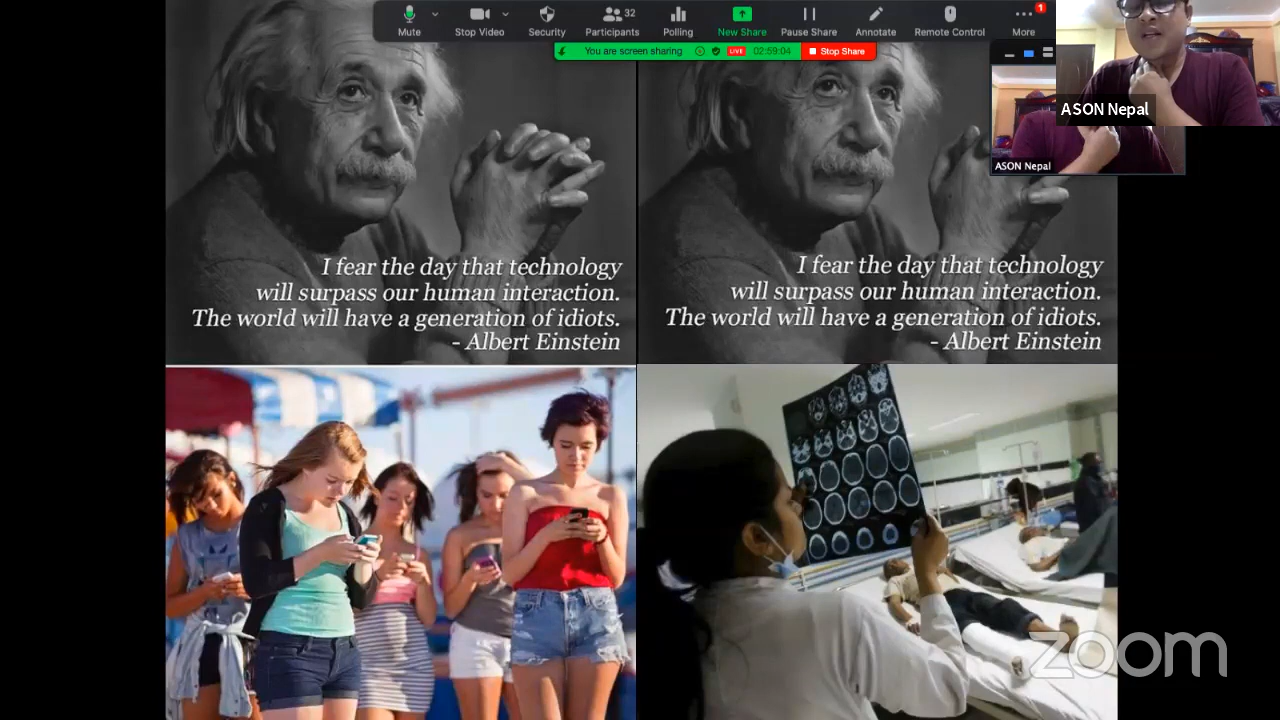 32
1
Mute
Stop Video
Security
Participants
Polling
New Share
Pause Share
Annotate
Remote Control
More
You are screen sharing
LIVE
02:59:04
Stop Share
ASON Nepal
ASON Nepal
I fear the day that technology
will surpass our human interaction.
The world will have a generation of idiots.
- Albert Einstein
I fear the day that technology
will surpass our human interaction.
The world will have a generation of idiots.
- Albert Einstein
zoom